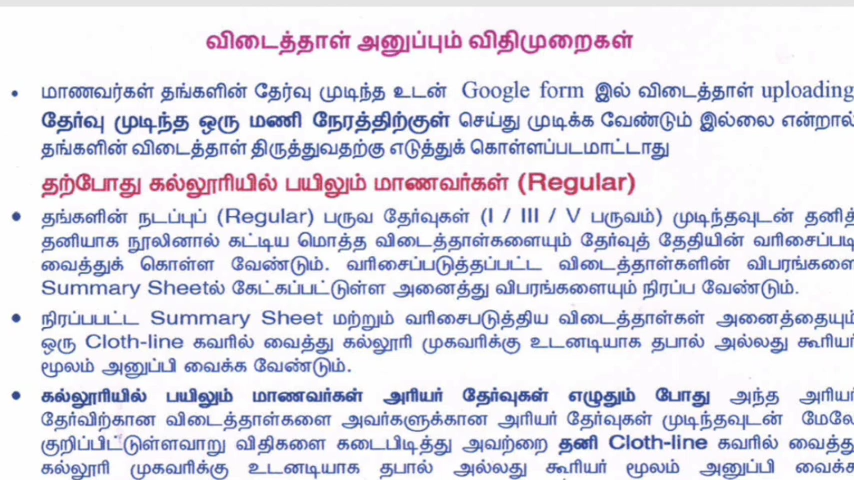 விடைத்தாள் அனுப்பும் விதிமுறைகள்
• மாணவர்கள் தங்களின் தேர்வு முடிந்த உடன் Google form இல் விடைத்தாள் uploading
தேர்வு முடிந்த ஒரு மணி நேரத்திற்குள் செய்து முடிக்க வேண்டும் இல்லை என்றால்
தங்களின் விடைத்தாள் திருத்துவதற்கு எடுத்துக் கொள்ளப்படமாட்டாது
தற்போது கல்லூரியில் பயிலும் மாணவர்கள் (Regular)
• தங்களின் நடப்புப் (Regular) பருவ தேர்வுகள் (I / III / V பருவம்) முடிந்தவுடன் தனித்
தனியாக நூலினால் கட்டிய மொத்த விடைத்தாள்களையும் தேர்வுத் தேதியின் வரிசைப்படி
வைத்துக் கொள்ள வேண்டும். வரிசைப்படுத்தப்பட்ட விடைத்தாள்களின் விபரங்களை
Summary Sheetல் கேட்கப்பட்டுள்ள அனைத்து விபரங்களையும் நிரப்ப வேண்டும்.
• நிரப்பபட்ட Summary Sheet மற்றும் வரிசைபடுத்திய விடைத்தாள்கள் அனைத்தையும்
ஒரு Cloth-line கவரில் வைத்து கல்லூரி முகவரிக்கு உடனடியாக தபால் அல்லது கூரியர்
மூலம் அனுப்பி வைக்க வேண்டும்.
• கல்லூரியில் பயிலும் மாணவர்கள் அரியர் தேர்வுகள் எழுதும் போது அந்த அரியர்
தேர்விற்கான விடைத்தாள்களை அவர்களுக்கான அரியர் தேர்வுகள் முடிந்தவுடன் மேலே
குறிப்பிட்டுள்ளவாறு விதிகளை கடைபிடித்து அவற்றை தனி Cloth-line கவரில் வைத்து
கல்லூரி முகவரிக்கு உடனடியாக தபால் அல்லது கூரியர் மூலம் அனுப்பி வைக்க